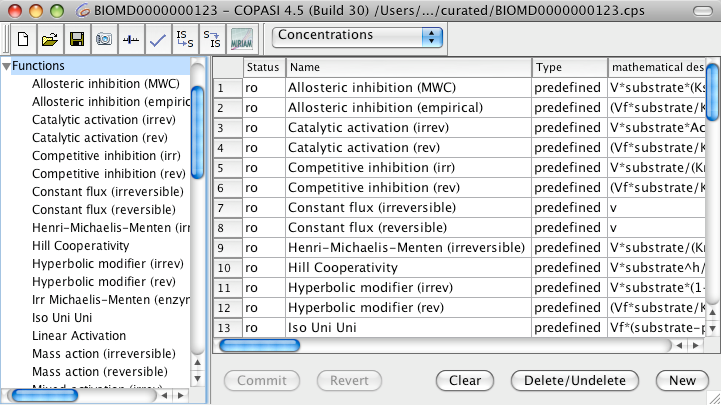 BIOMD0000000123 - COPASI 4.5 (Build 30) /Users/.../curated/BIOMD0000000123.cps
IS →S S→ IS MIRIAM Concentrations
Functions
Allosteric inhibition (MWC)
Allosteric inhibition (empiric
Catalytic activation (irrev)
Catalytic activation (rev)
Competitive inhibition (irr)
Competitive inhibition (rev)
Constant flux (irreversible)
Constant flux (reversible)
Henri-Michaelis-Menten (irr
Hill Cooperativity
Hyperbolic modifier (irrev)
Hyperbolic modifier (rev)
Irr Michaelis-Menten (enzyn
Iso Uni Uni
Linear Activation
Mass action (irreversible)
Mass action (reversible)
Mixed activation (irrev)
Status Name Type mathematical des
1 ro Allosteric inhibition (MWC) predefined V*substrate*(Ks
2 ro Allosteric inhibition (empirical) predefined (Vf*substrate/K
3 ro Catalytic activation (irrev) predefined V*substrate*Ac
4 ro Catalytic activation (rev) predefined (Vf*substrate/K
5 ro Competitive inhibition (irr) predefined V*substrate/(Kr
6 ro Competitive inhibition (rev) predefined (Vf*substrate/K
7 ro Constant flux (irreversible) predefined v
8 ro Constant flux (reversible) predefined v
9 ro Henri-Michaelis-Menten (irreversible) predefined V*substrate/(Kr
10 ro Hill Cooperativity predefined V*substrate^h/
11 ro Hyperbolic modifier (irrev) predefined V*substrate*(1-
12 ro Hyperbolic modifier (rev) predefined (Vf*substrate/K
13 ro Iso Uni Uni predefined Vf*(substrate-p
Commit Revert Clear Delete/Undelete New